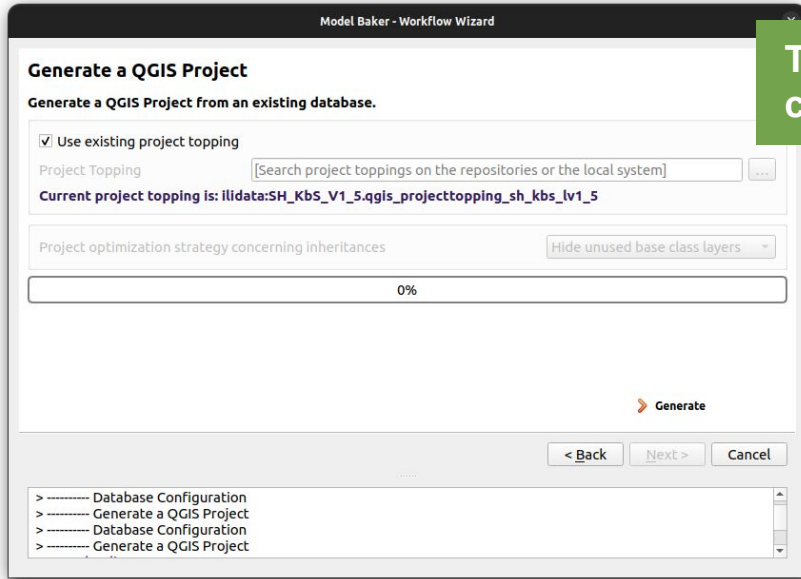 Model Baker - Workflow Wizard
Generate a QGIS Project
Generate a QGIS Project from an existing database.
Use existing project topping
Project Topping [Search project toppings on the repositories or the local system] ...
Current project topping is: ilidata:SH_KbS_V1_5.qgis_projecttopping_sh_kbs_lv1_5
Project optimization strategy concerning inheritances Hide unused base class layers
0%
Generate
< Back Next > Cancel
> ---------- Database Configuration
> ---------- Generate a QGIS Project
> ---------- Database Configuration
> ---------- Generate a QGIS Project